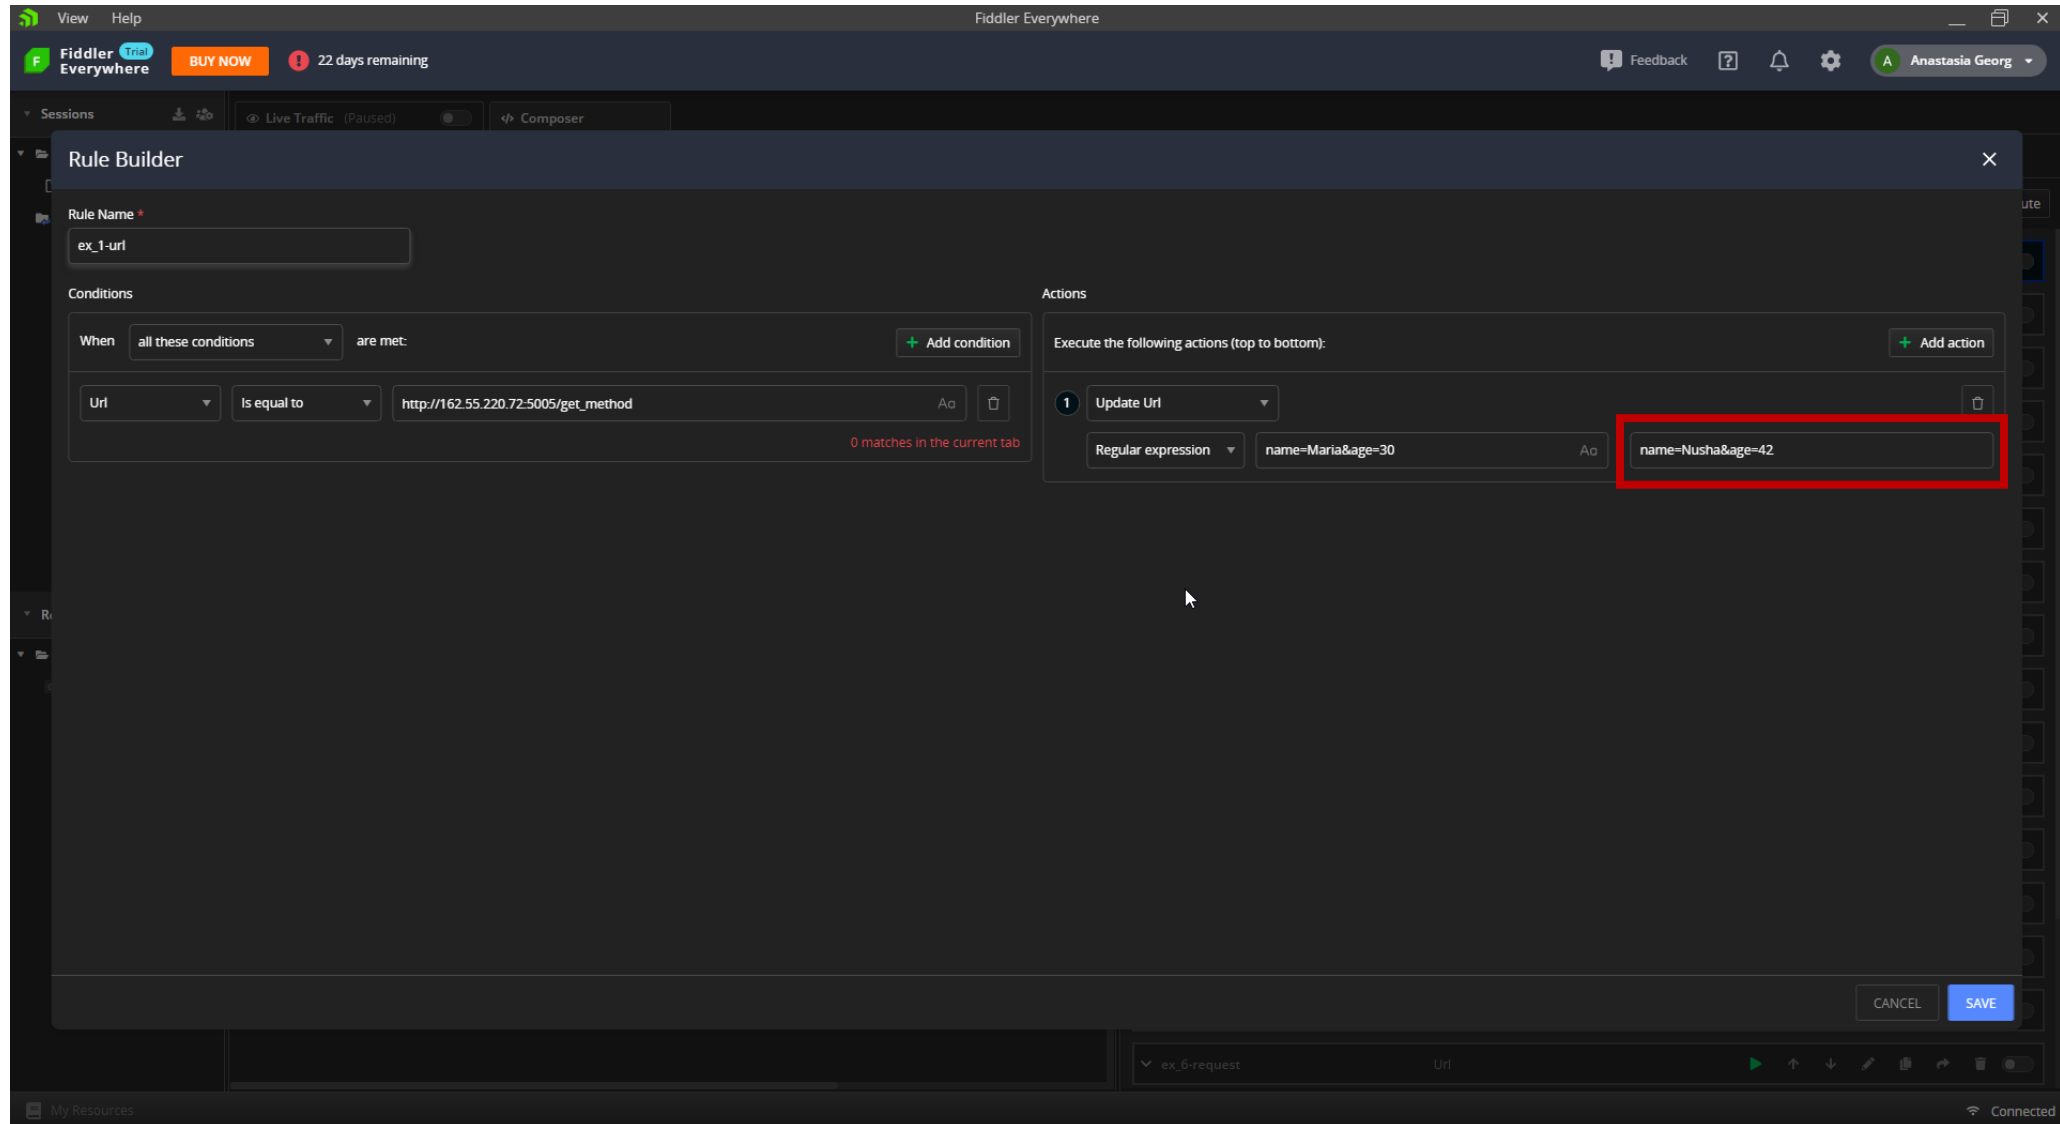 View Help Fiddler Everywhere
Fiddler Trial
Everywhere
BUY NOW
22 days remaining
Feedback
A Anastasia Georg
Sessions
Live Traffic (Paused)
Composer
Rule Builder
ute
Rule Name *
ex_1-url
Conditions
Actions
When all these conditions are met:
+ Add condition
Execute the following actions (top to bottom):
+ Add action
Url Is equal to http://162.55.220.72:5005/get_method Aa
1 Update Url
0 matches in the current tab
Regular expression name=Maria&age=30 Aa name=Nusha&age=42
CANCEL SAVE
ex_6-request Url
My Resources
Connected